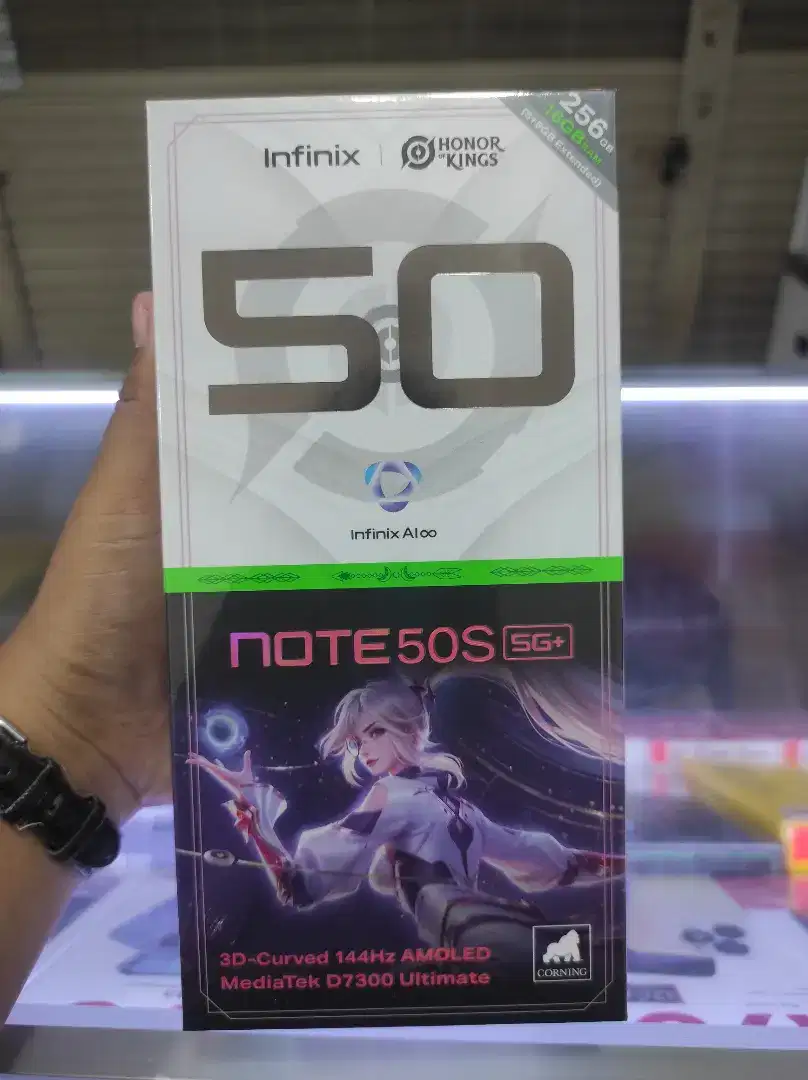 Infinix | HONOR OF KINGS
256GB
16GB RAM
(8+8GB Extended)
50
Infinix AI∞
NOTE 50S 5G+
3D-Curved 144Hz AMOLED
MediaTek D7300 Ultimate
CORNING